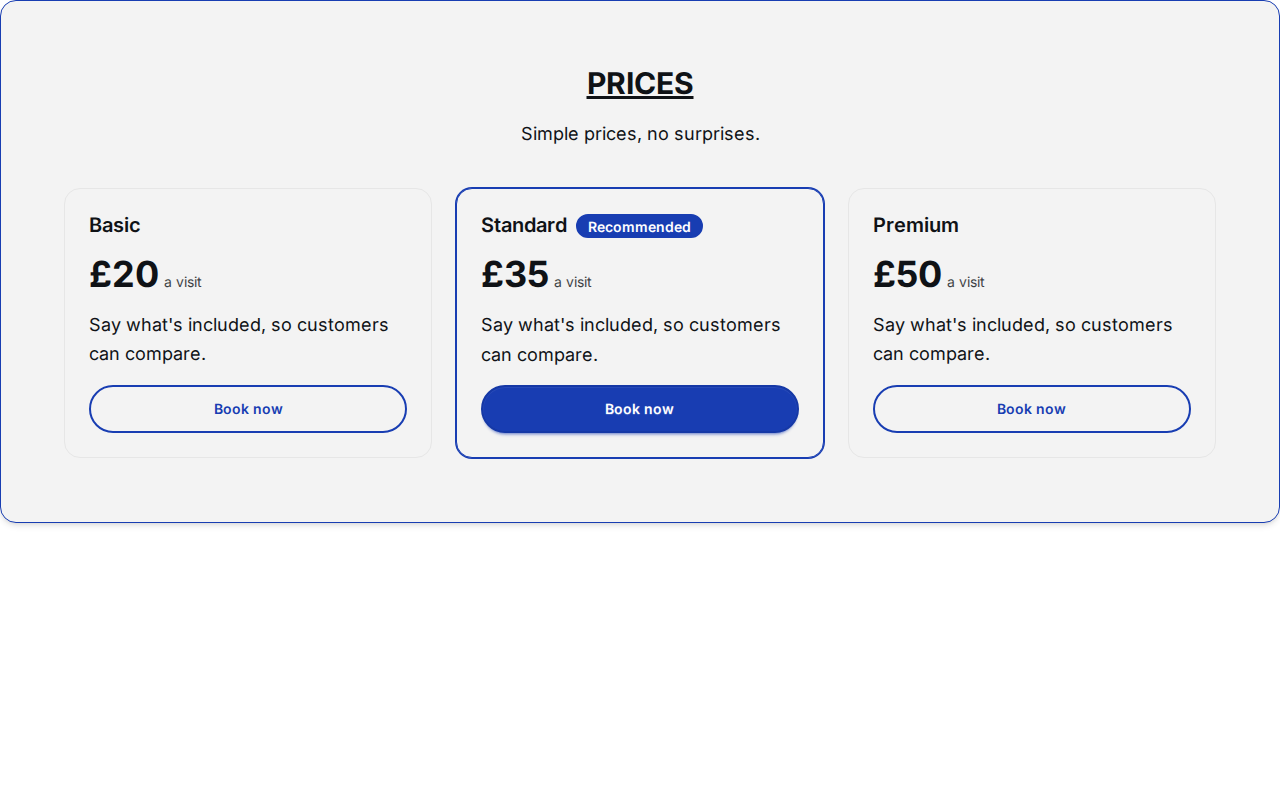 PRICES
Simple prices, no surprises.
Basic
£20 a visit
Say what's included, so customers
can compare.
Book now
Standard Recommended
£35 a visit
Say what's included, so customers
can compare.
Book now
Premium
£50 a visit
Say what's included, so customers
can compare.
Book now